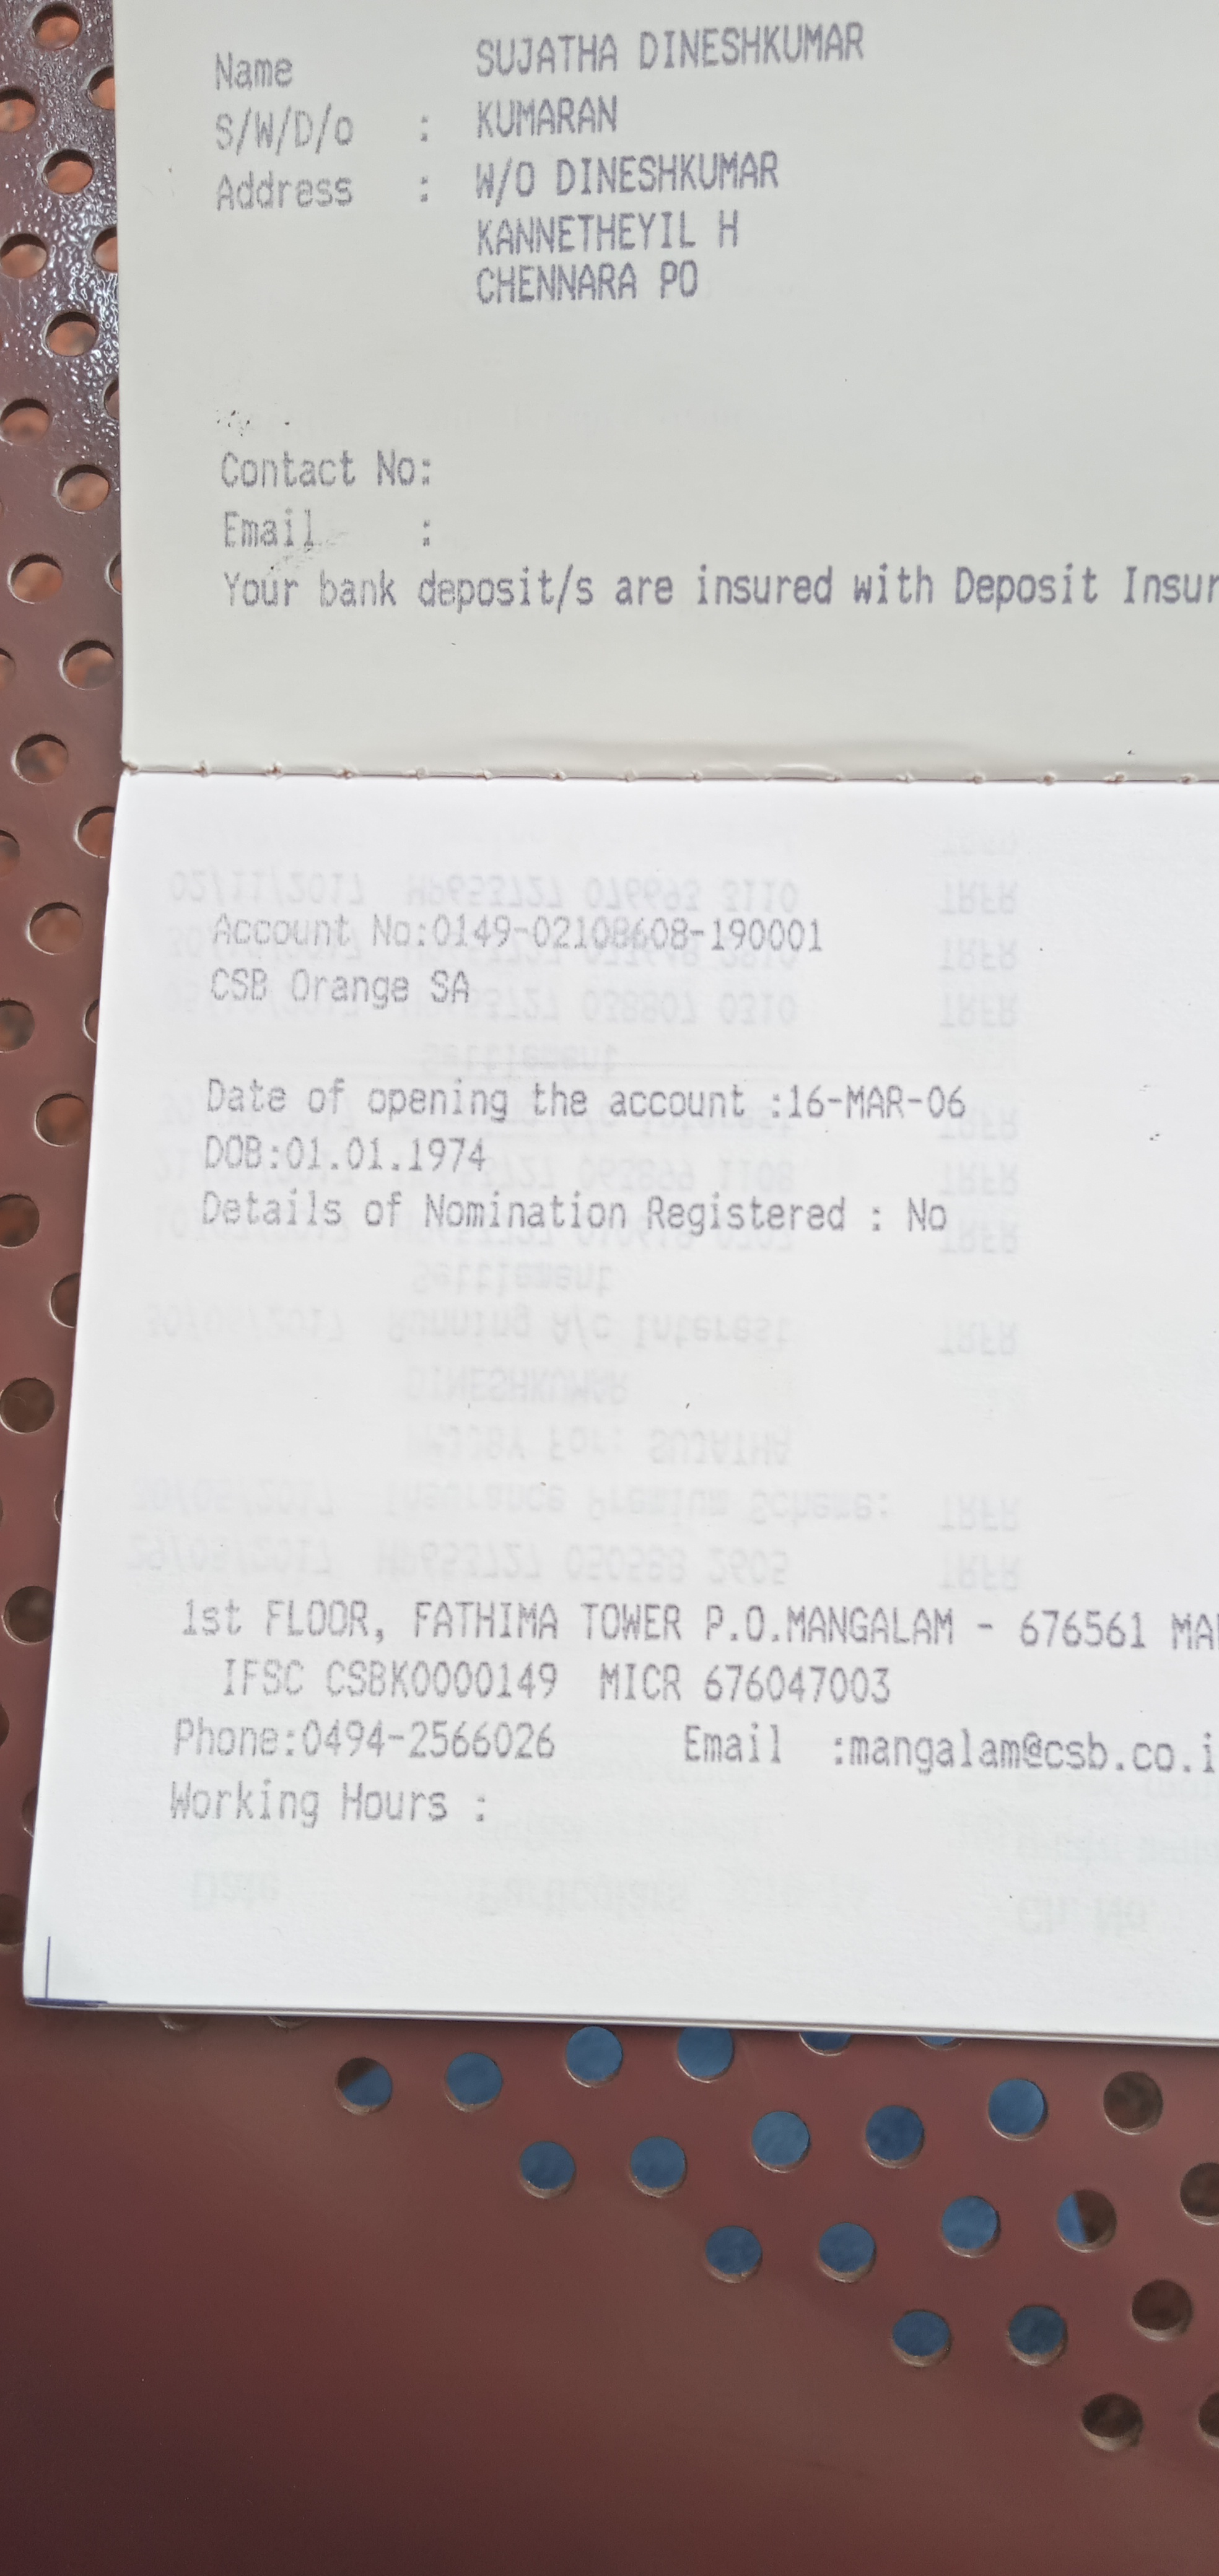 Name SUJATHA DINESHKUMAR
S/W/D/o : KUMARAN
Address : W/O DINESHKUMAR
KANNETHEYIL H
CHENNARA PO
Contact No:
Email :
Your bank deposit/s are insured with Deposit Insur
Account No:0149-02108608-190001
CSB Orange SA
Date of opening the account :16-MAR-06
DOB:01.01.1974
Details of Nomination Registered : No
1st FLOOR, FATHIMA TOWER P.O.MANGALAM - 676561 MA
IFSC CSBK0000149 MICR 676047003
Phone:0494-2566026 Email :mangalam@csb.co.i
Working Hours :